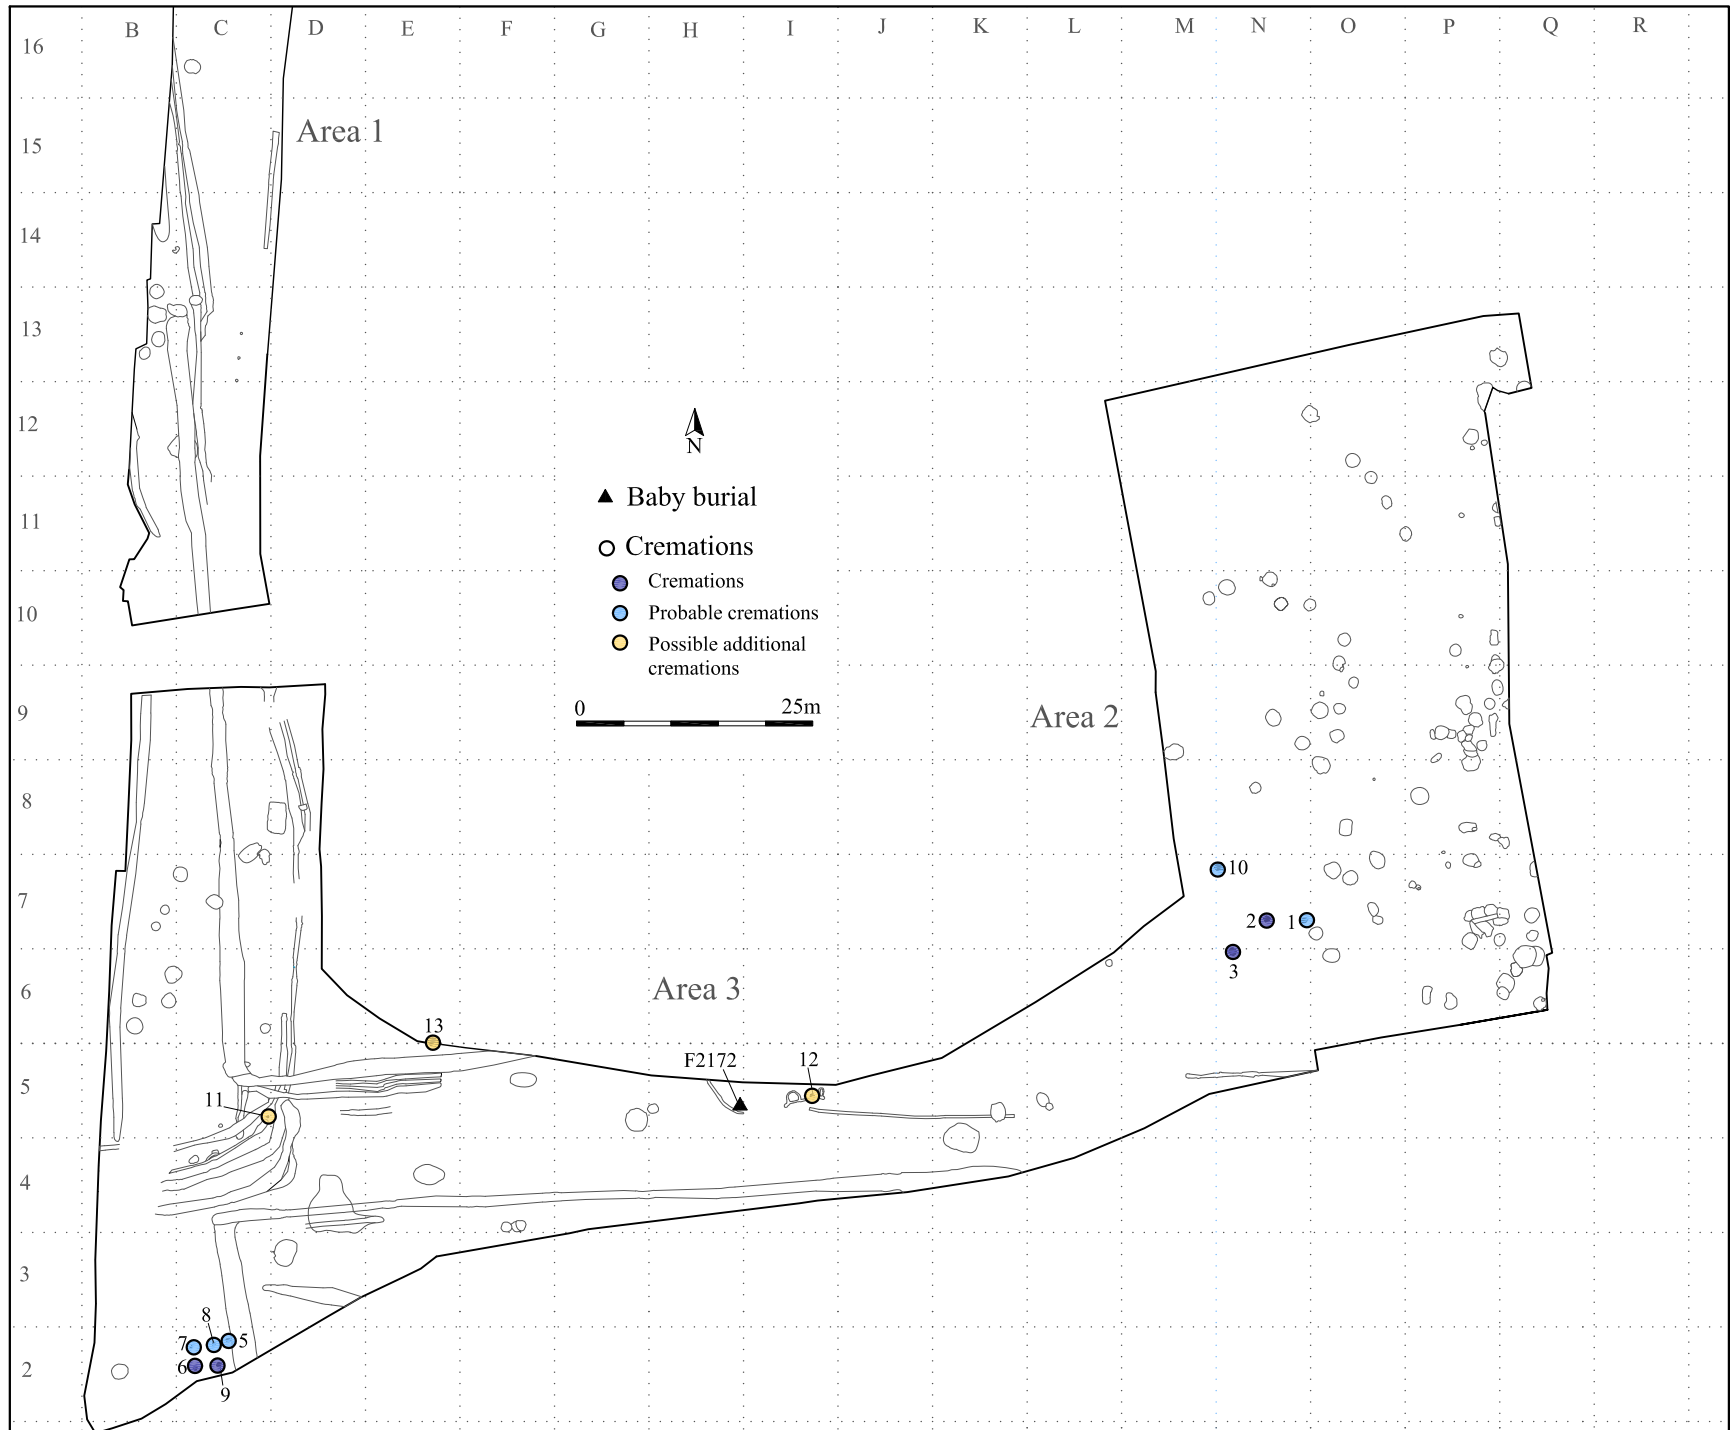 B C D E F G H I J K L M N O P Q R
16
Area 1
15
14
13
12
N
Baby burial
11
Cremations
Cremations
10
Probable cremations
Possible additional
cremations
0 25m
9
Area 2
8
10
7
2 1
3
6
Area 3
13
F2172 12
5
11
4
3
8
7 5
6
2
9